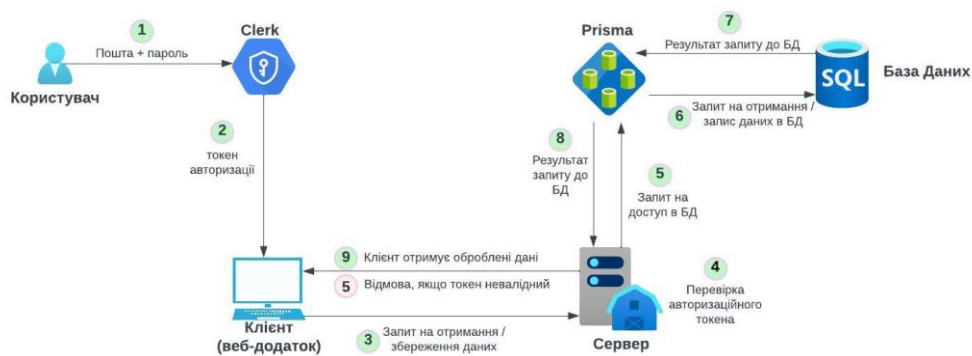 1
Пошта + пароль
Користувач
Clerk
2
токен
авторизації
Клієнт
(веб-додаток)
3
Запит на отримання /
збереження даних
Сервер
4
Перевірка
авторизаційного
токена
5
Відмова, якщо токен невалідний
5
Запит на
доступ в БД
Prisma
6
Запит на отримання /
запис даних в БД
SQL
База Даних
7
Результат запиту до БД
8
Результат
запиту до
БД
9
Клієнт отримує оброблені дані